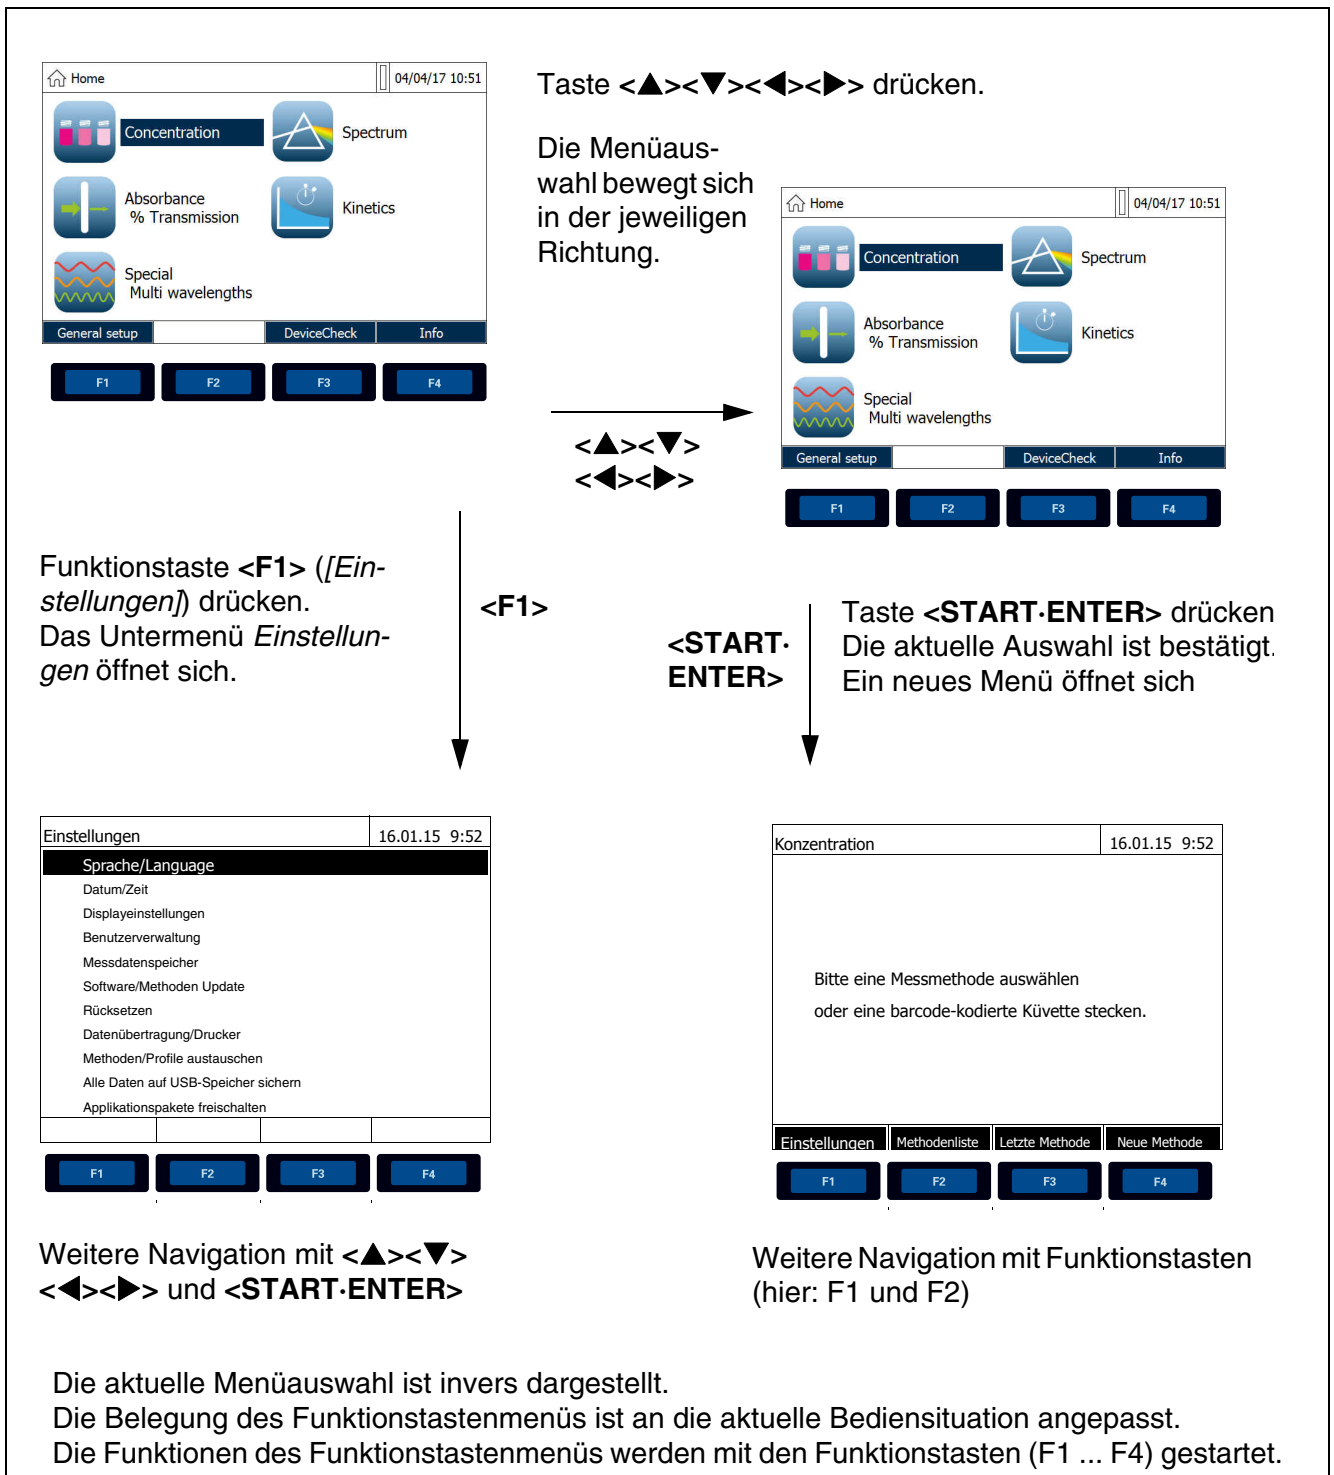 Home 04/04/17 10:51
Concentration Spectrum
Absorbance
% Transmission Kinetics
Special
Multi wavelengths
General setup DeviceCheck Info
F1 F2 F3 F4
Taste <▲><▼><◀><▶> drücken.
Die Menüaus-
wahl bewegt sich
in der jeweiligen
Richtung.
<▲><▼>
<◀><▶>
Home 04/04/17 10:51
Concentration Spectrum
Absorbance
% Transmission Kinetics
Special
Multi wavelengths
General setup DeviceCheck Info
F1 F2 F3 F4
Funktionstaste <F1> ([Ein-
stellungen]) drücken.
Das Untermenü Einstellun-
gen öffnet sich.
<F1>
<START·
ENTER>
Taste <START·ENTER> drücken
Die aktuelle Auswahl ist bestätigt.
Ein neues Menü öffnet sich
Einstellungen 16.01.15 9:52
Sprache/Language
Datum/Zeit
Displayeinstellungen
Benutzerverwaltung
Messdatenspeicher
Software/Methoden Update
Rücksetzen
Datenübertragung/Drucker
Methoden/Profile austauschen
Alle Daten auf USB-Speicher sichern
Applikationspakete freischalten
F1 F2 F3 F4
Weitere Navigation mit <▲><▼>
<◀><▶> und <START·ENTER>
Konzentration 16.01.15 9:52
Bitte eine Messmethode auswählen
oder eine barcode-kodierte Küvette stecken.
Einstellungen Methodenliste Letzte Methode Neue Methode
F1 F2 F3 F4
Weitere Navigation mit Funktionstasten
(hier: F1 und F2)
Die aktuelle Menüauswahl ist invers dargestellt.
Die Belegung des Funktionstastenmenüs ist an die aktuelle Bediensituation angepasst.
Die Funktionen des Funktionstastenmenüs werden mit den Funktionstasten (F1 ... F4) gestartet.